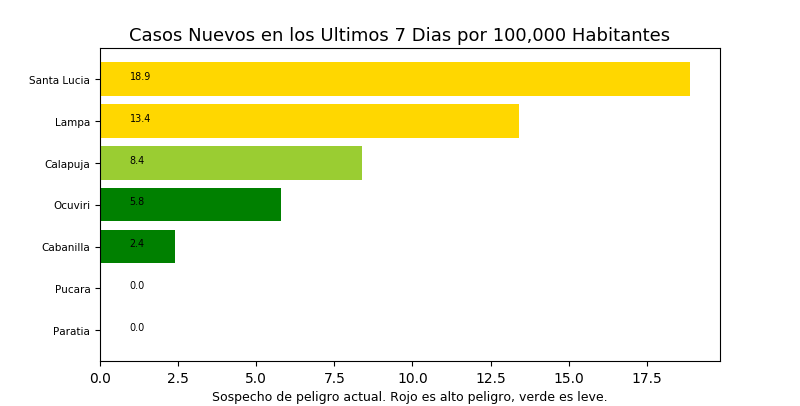 Casos Nuevos en los Ultimos 7 Dias por 100,000 Habitantes
Santa Lucia 18.9
Lampa 13.4
Calapuja 8.4
Ocuviri 5.8
Cabanilla 2.4
Pucara 0.0
Paratia 0.0
0.0 2.5 5.0 7.5 10.0 12.5 15.0 17.5
Sospecho de peligro actual. Rojo es alto peligro, verde es leve.